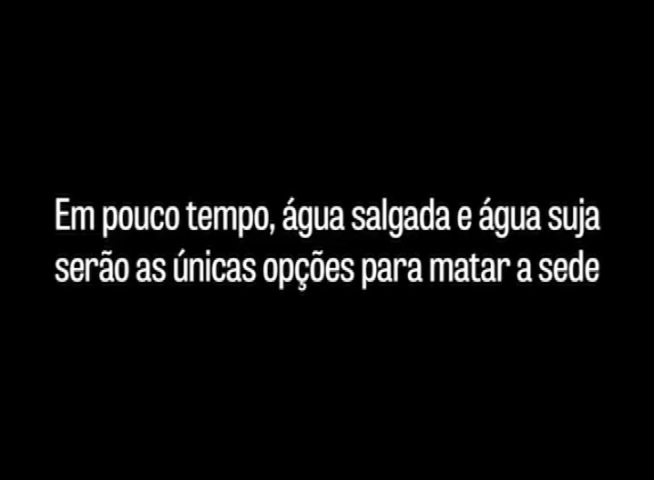 Em pouco tempo, água salgada e água suja
serão as únicas opções para matar a sede